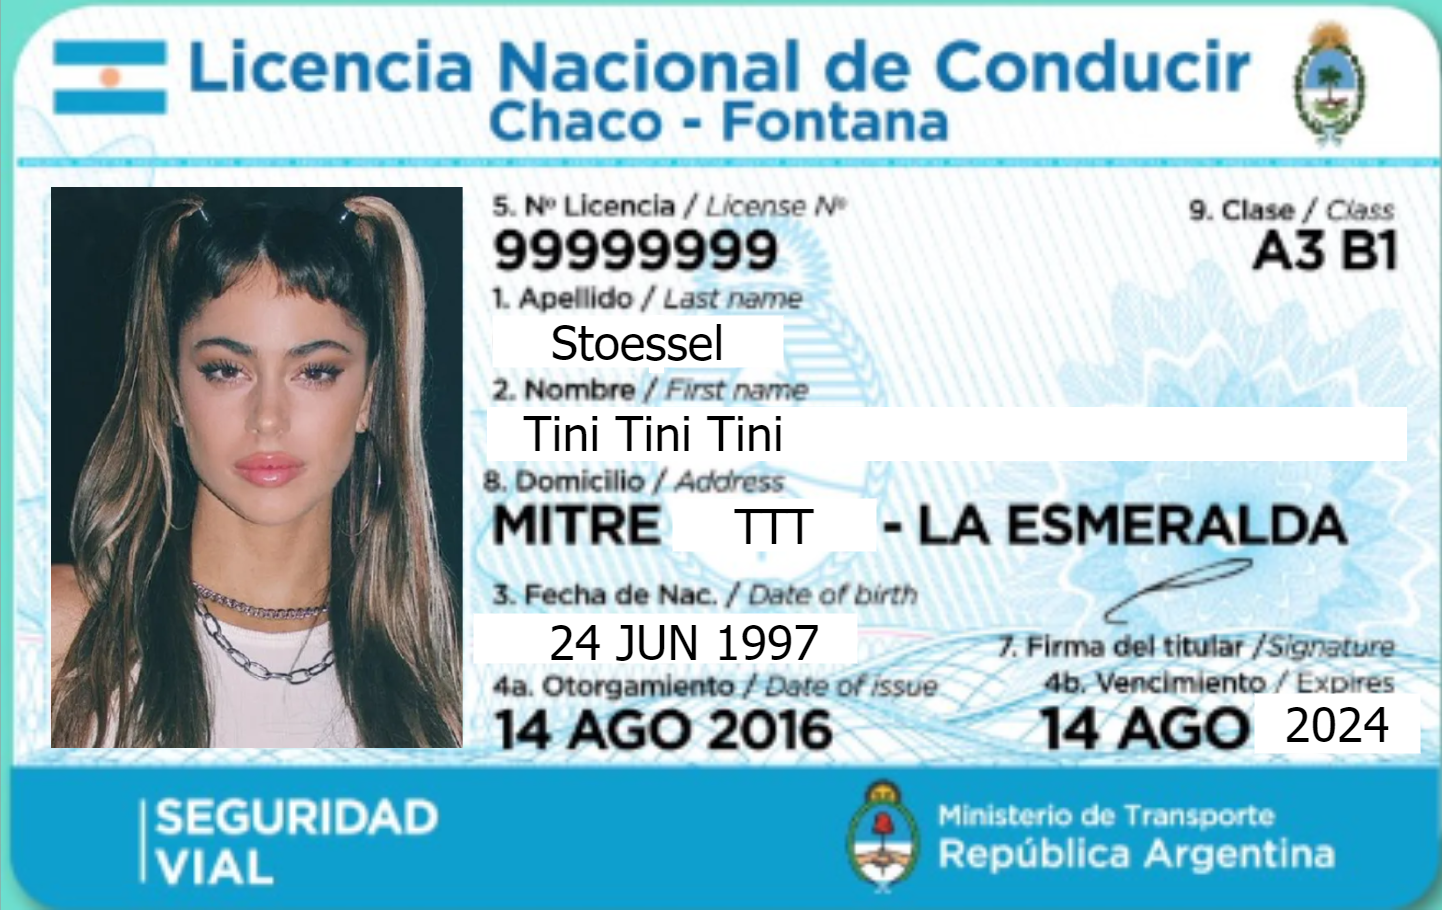 Licencia Nacional de Conducir
Chaco - Fontana
5. Nº Licencia / License Nº
9. Clase / Class
99999999
A3 B1
1. Apellido / Last name
Stoessel
2. Nombre / First name
Tini Tini Tini
8. Domicilio / Address
MITRE TTT - LA ESMERALDA
3. Fecha de Nac. / Date of birth
24 JUN 1997
7. Firma del titular /Signature
4a. Otorgamiento / Date of issue
4b. Vencimiento / Expires
14 AGO 2016
14 AGO 2024
SEGURIDAD
VIAL
Ministerio de Transporte
República Argentina